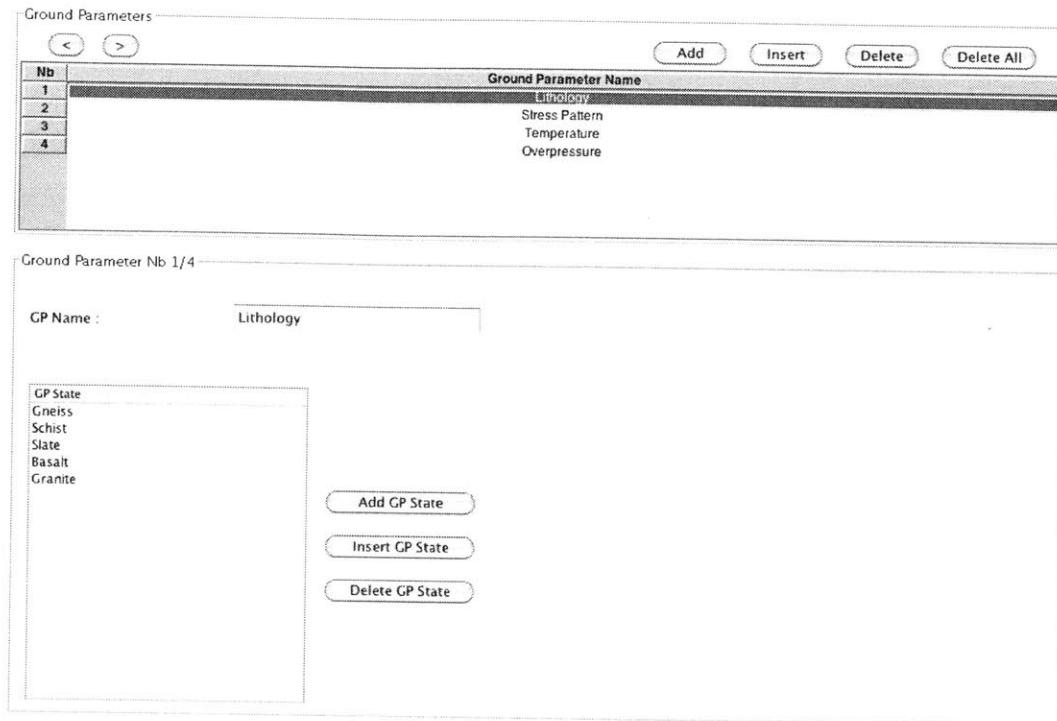 Ground Parameters
< >
Add Insert Delete Delete All
Nb Ground Parameter Name
1 Lithology
2 Stress Pattern
3 Temperature
4 Overpressure
Ground Parameter Nb 1/4
GP Name : Lithology
GP State
Gneiss
Schist
Slate
Basalt
Granite
Add GP State
Insert GP State
Delete GP State